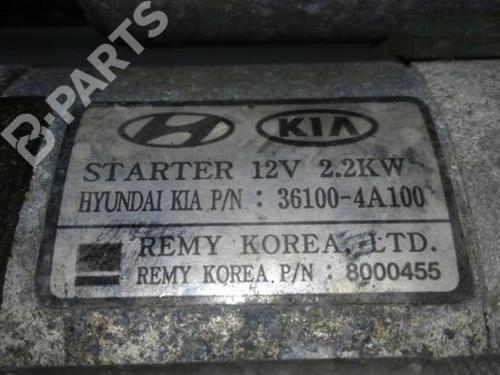 B-PARTS
KIA
STARTER 12V 2.2KW
HYUNDAI KIA P/N : 36100-4A100
REMY KOREA, LTD.
REMY KOREA P/N : 8000455